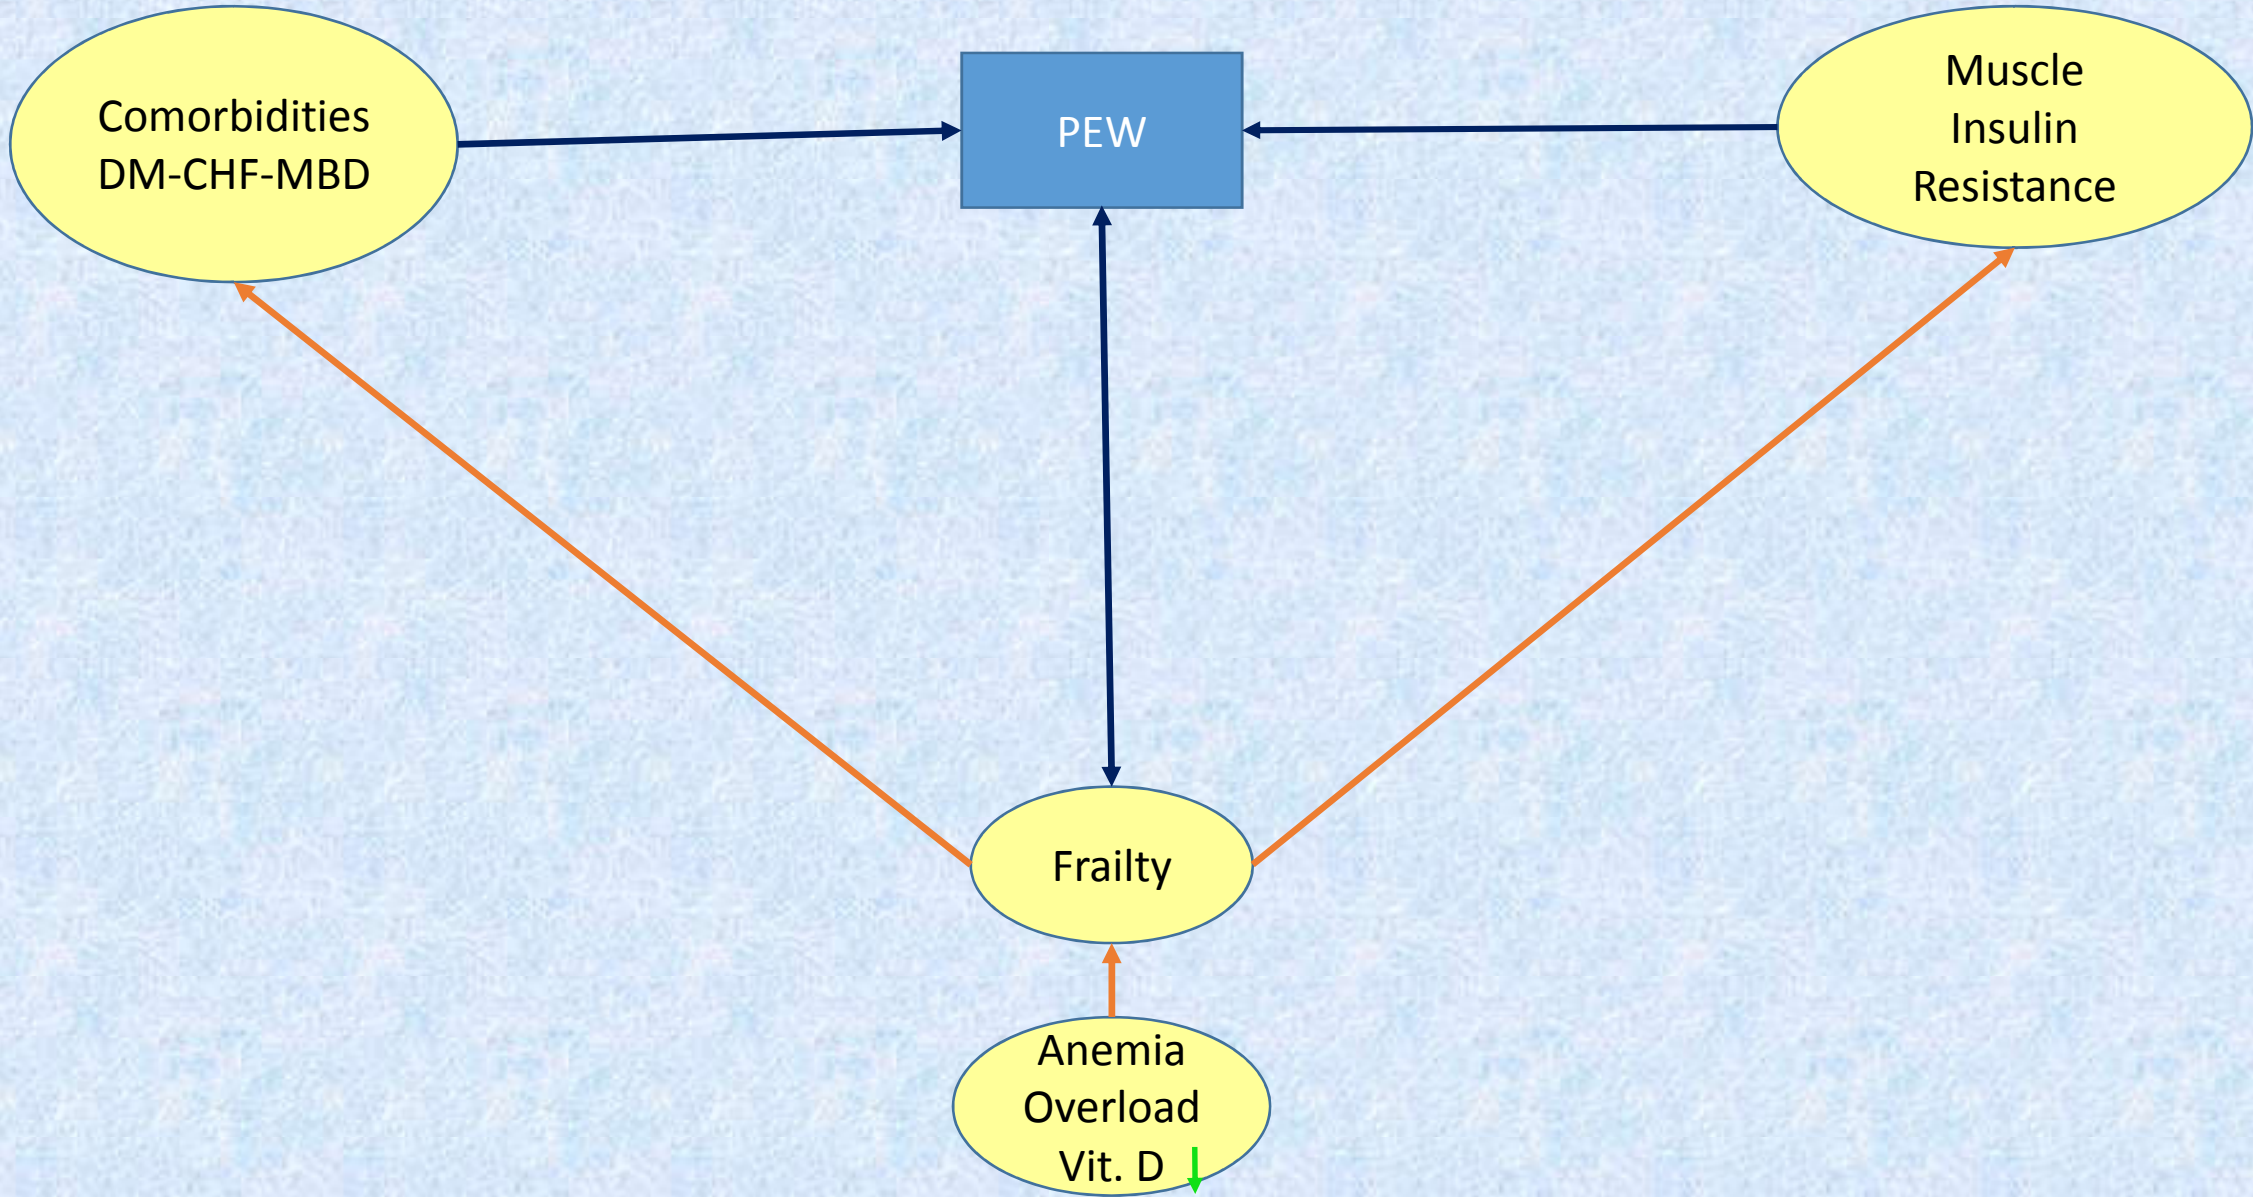 Comorbidities
DM-CHF-MBD
PEW
Muscle
Insulin
Resistance
Frailty
Anemia
Overload
Vit. D